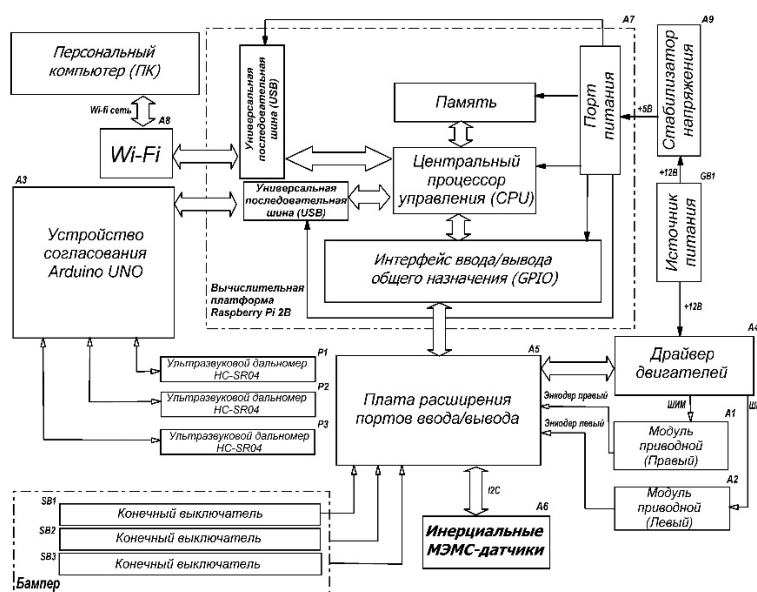 A7
A9
Персональный
компьютер (ПК)
Wi-fi сеть
A8
Wi-Fi
Универсальная
последовательная
шина (USB)
Память
Порт
питания
+5В
Стабилизатор
напряжения
Центральный
процессор
управления (CPU)
+12В
GB1
Источник
питания
A3
Устройство
согласования
Arduino UNO
Универсальная
последовательная
шина (USB)
Интерфейс ввода/вывода
общего назначения (GPIO)
Вычислительная
платформа
Raspberry Pi 2B
+12В
A4
Драйвер
двигателей
P1
Ультразвуковой дальномер
HC-SR04
P2
Ультразвуковой дальномер
HC-SR04
P3
Ультразвуковой дальномер
HC-SR04
A5
Плата расширения
портов ввода/вывода
Энкодер правый
Энкодер левый
ШИМ
A1
Модуль
приводной
(Правый)
A2
Модуль
приводной
(Левый)
I2C
A6
Инерциальные
МЭМС-датчики
SB1
Конечный выключатель
SB2
Конечный выключатель
SB3
Конечный выключатель
Бампер